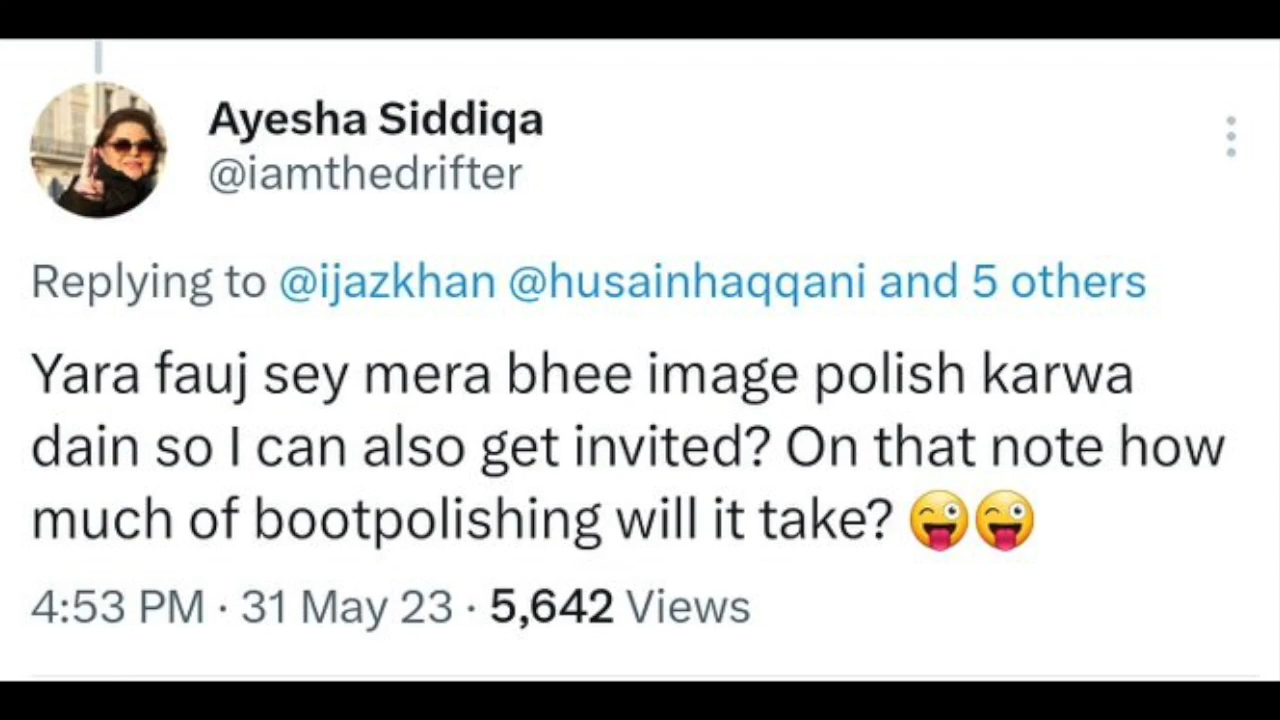 Ayesha Siddiqa
@iamthedrifter
Replying to @ijazkhan @husainhaqqani and 5 others
Yara fauj sey mera bhee image polish karwa
dain so I can also get invited? On that note how
much of bootpolishing will it take? 😜😜
4:53 PM · 31 May 23 · 5,642 Views